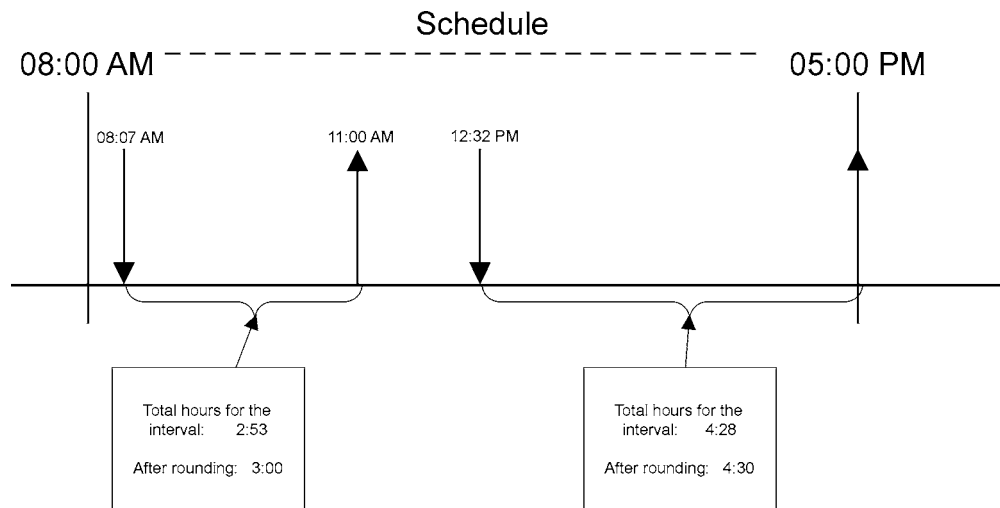 Schedule
08:00 AM
05:00 PM
08:07 AM
11:00 AM
12:32 PM
Total hours for the
interval: 2:53
After rounding: 3:00
Total hours for the
interval: 4:28
After rounding: 4:30